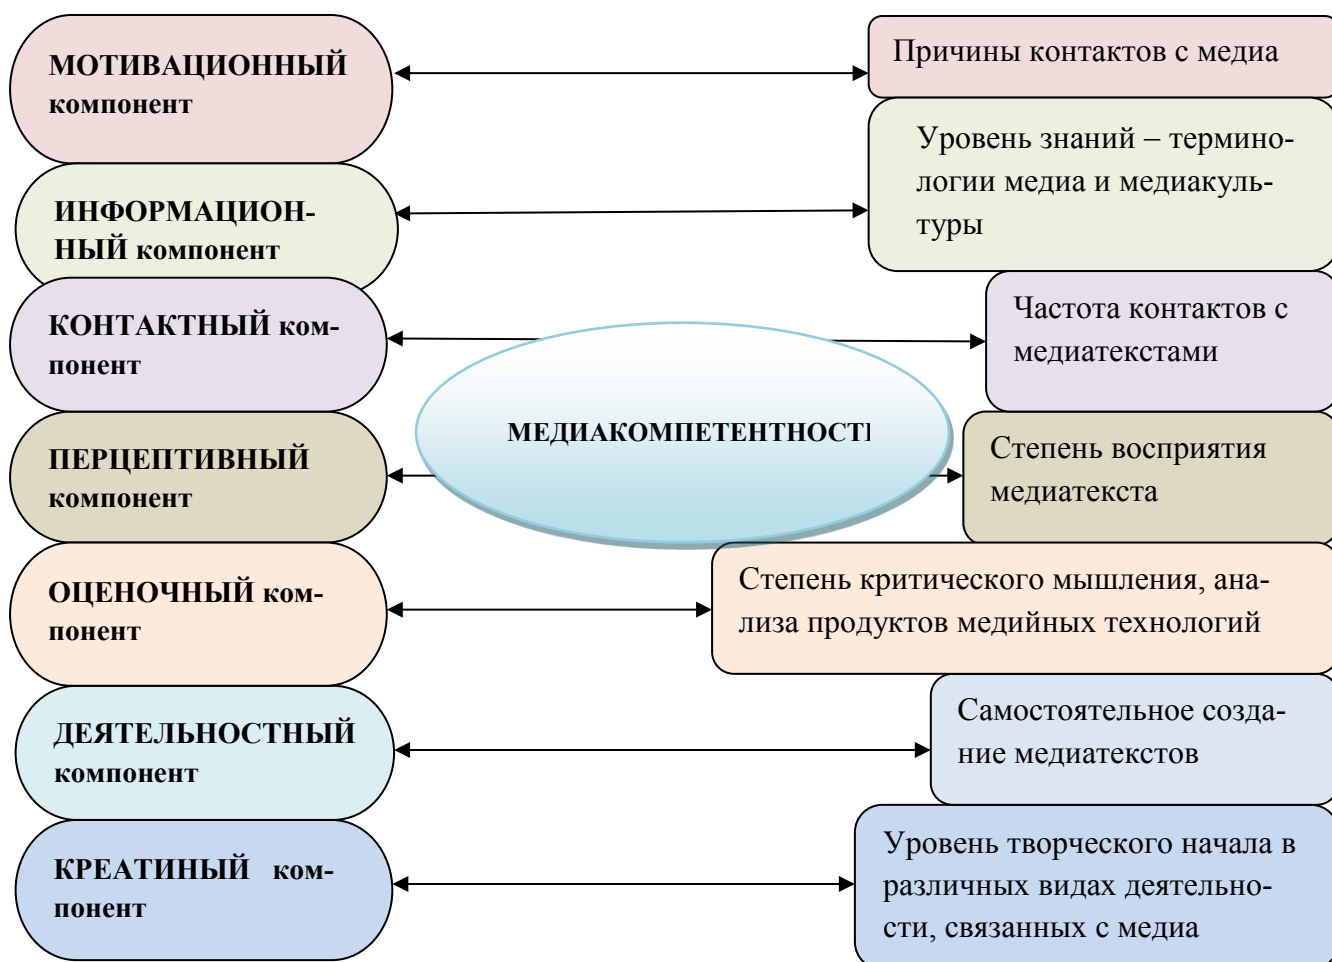 МОТИВАЦИОННЫЙ
компонент
Причины контактов с медиа
ИНФОРМАЦИОН-
НЫЙ компонент
Уровень знаний – термино-
логии медиа и медиакуль-
туры
КОНТАКТНЫЙ ком-
понент
Частота контактов с
медиатекстами
МЕДИАКОМПЕТЕНТНОСТ
ПЕРЦЕПТИВНЫЙ
компонент
Степень восприятия
медиатекста
ОЦЕНОЧНЫЙ ком-
понент
Степень критического мышления, ана-
лиза продуктов медийных технологий
ДЕЯТЕЛЬНОСТНЫЙ
компонент
Самостоятельное созда-
ние медиатекстов
КРЕАТИНЫЙ ком-
понент
Уровень творческого начала в
различных видах деятельно-
сти, связанных с медиа